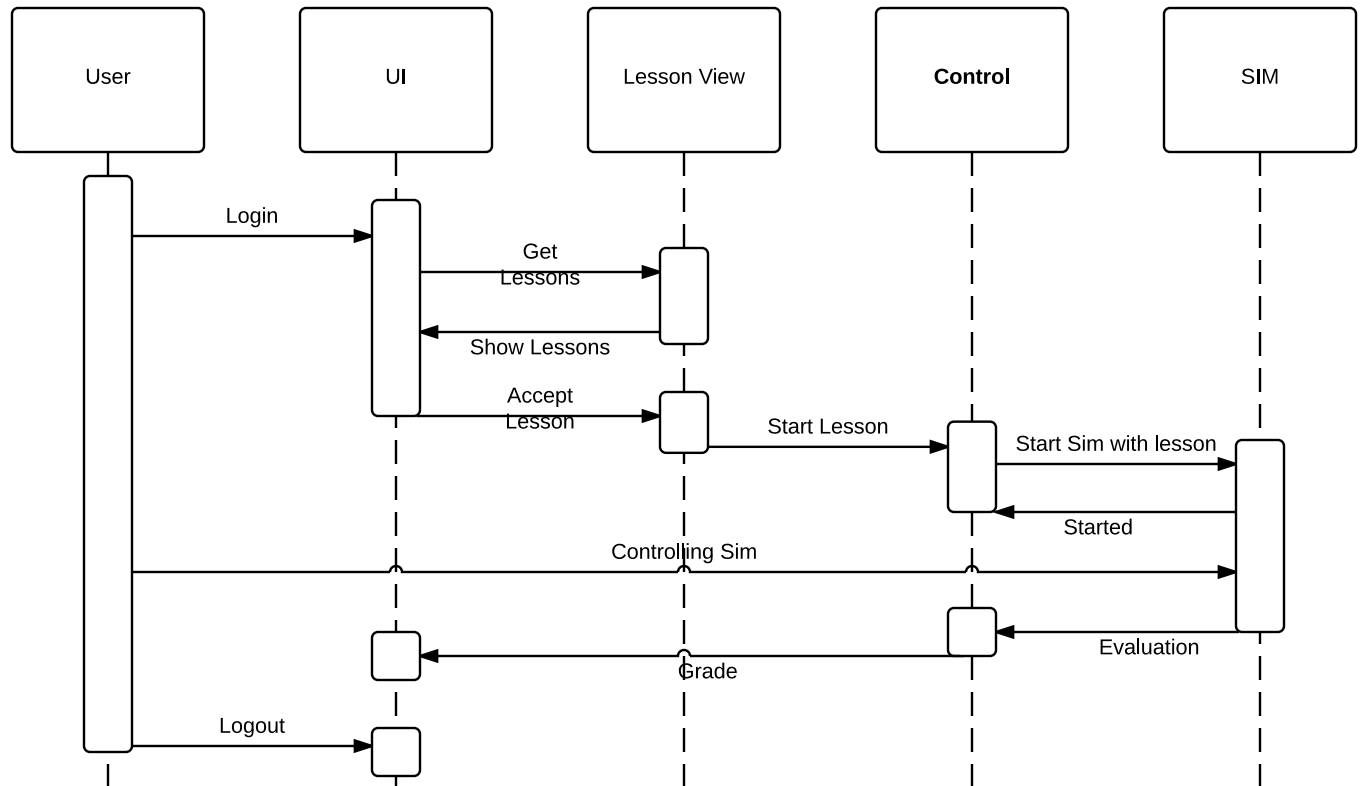 User
UI
Lesson View
Control
SIM
Login
Get
Lessons
Show Lessons
Accept
Lesson
Start Lesson
Start Sim with lesson
Started
Controlling Sim
Evaluation
Grade
Logout